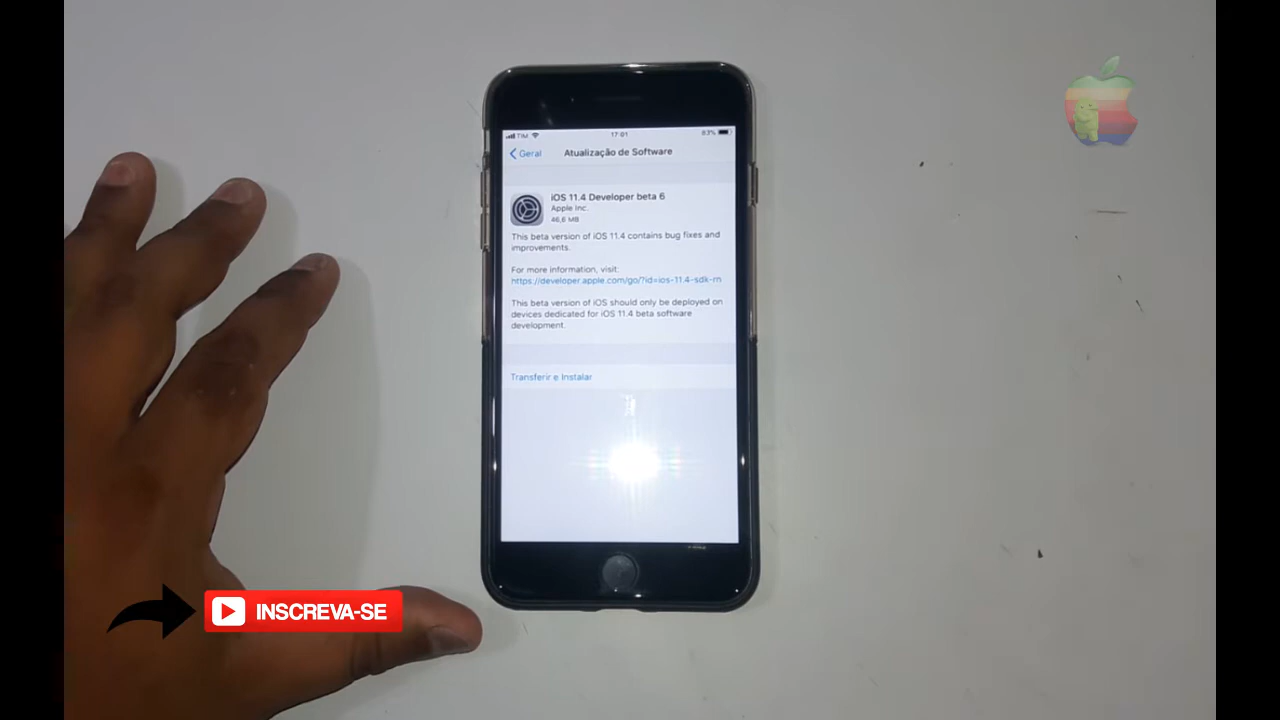 TIM
17:01
83%
Geral
Atualização de Software
iOS 11.4 Developer beta 6
Apple Inc.
46,6 MB
This beta version of iOS 11.4 contains bug fixes and
improvements.
For more information, visit:
https://developer.apple.com/go/?id=ios-11.4-sdk-rn
This beta version of iOS should only be deployed on
devices dedicated for iOS 11.4 beta software
development.
Transferir e Instalar
INSCREVA-SE